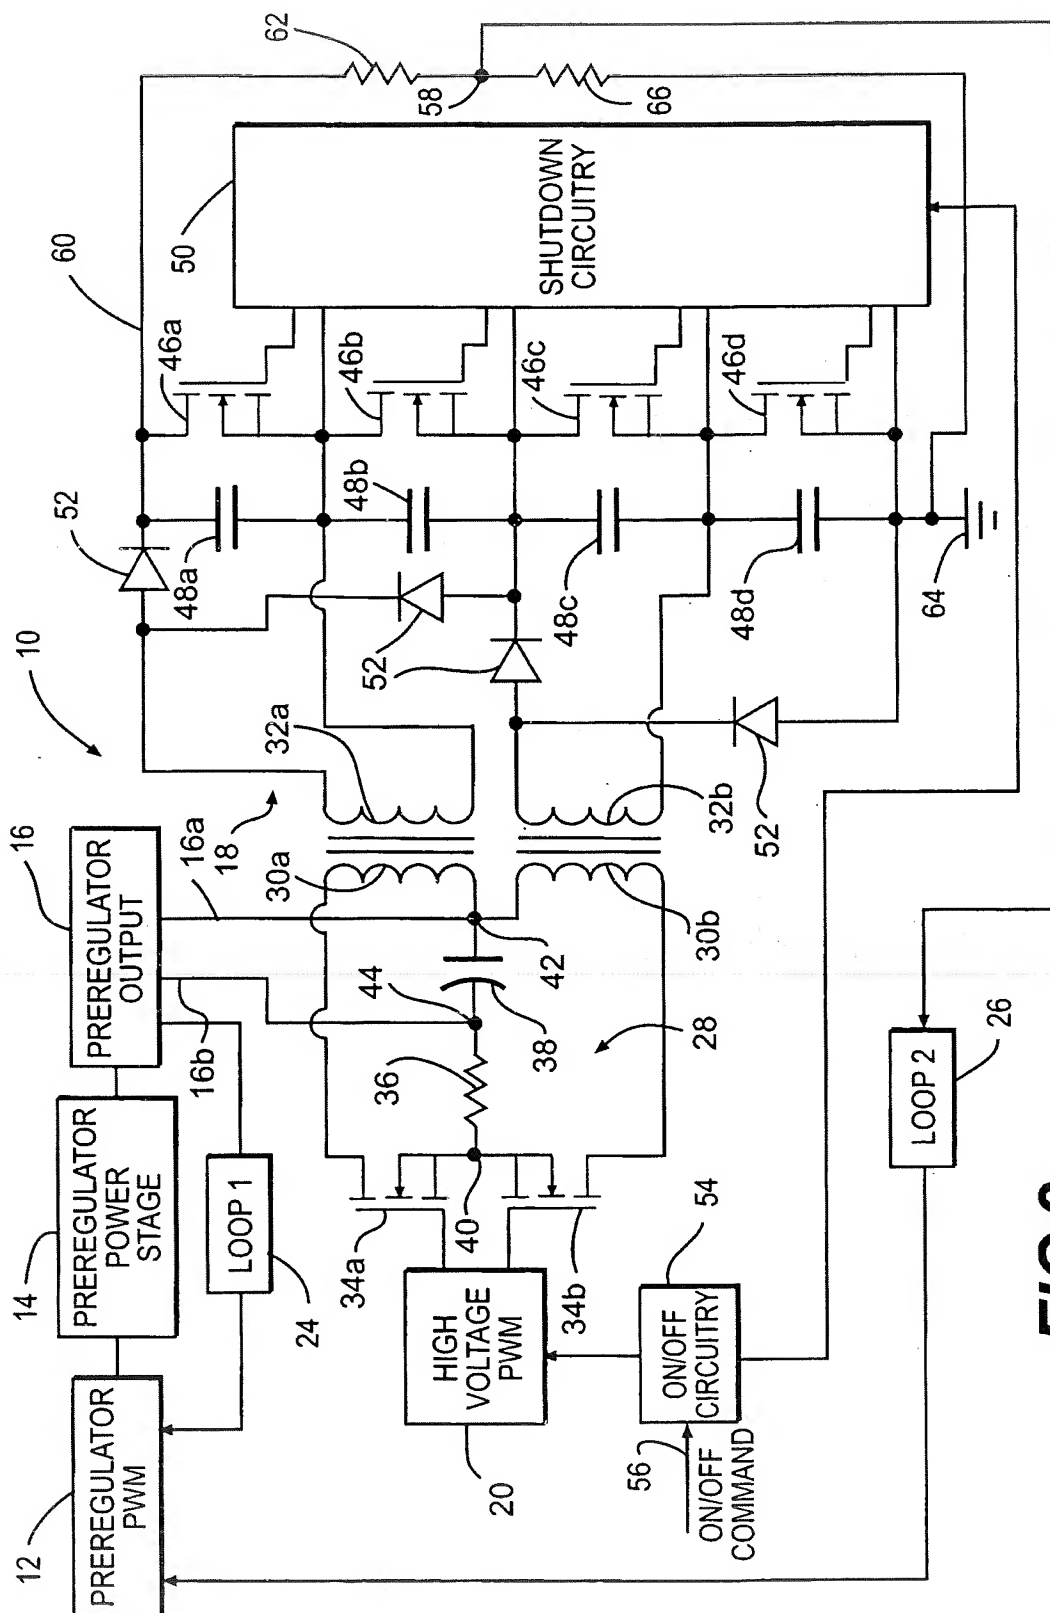 10
12
PREREGULATOR
PWM
14
PREREGULATOR
POWER
STAGE
16
PREREGULATOR
OUTPUT
16a
16b
18
LOOP 1
24
20
HIGH
VOLTAGE
PWM
34a
34b
40
36
44
38
42
28
30a
30b
32a
32b
52
52
52
52
48a
48b
48c
48d
46a
46b
46c
46d
60
50
SHUTDOWN
CIRCUITRY
62
58
66
64
54
ON/OFF
CIRCUITRY
56
ON/OFF
COMMAND
LOOP 2
26